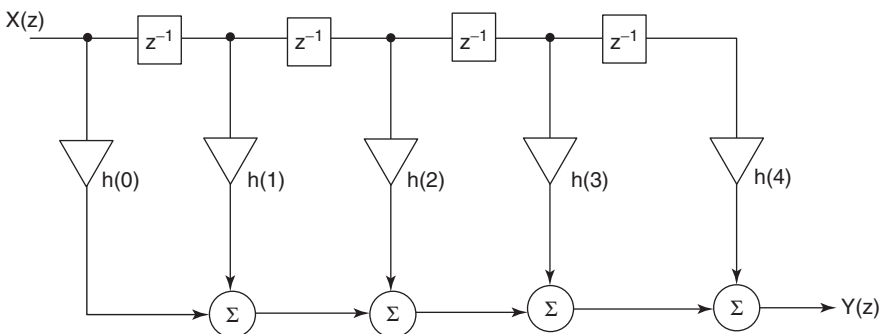 X(z)
z⁻¹ z⁻¹ z⁻¹ z⁻¹
h(0) h(1) h(2) h(3) h(4)
Σ Σ Σ Σ Y(z)